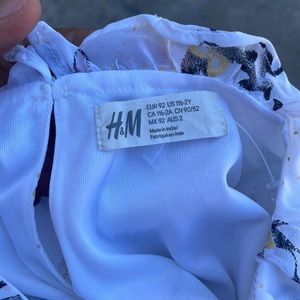 H&M
EUR 92 US 1½-2Y
CA 1½-2A CN 90/52
MX 92 AUS 2
Made in India/
Fabriqué en Inde